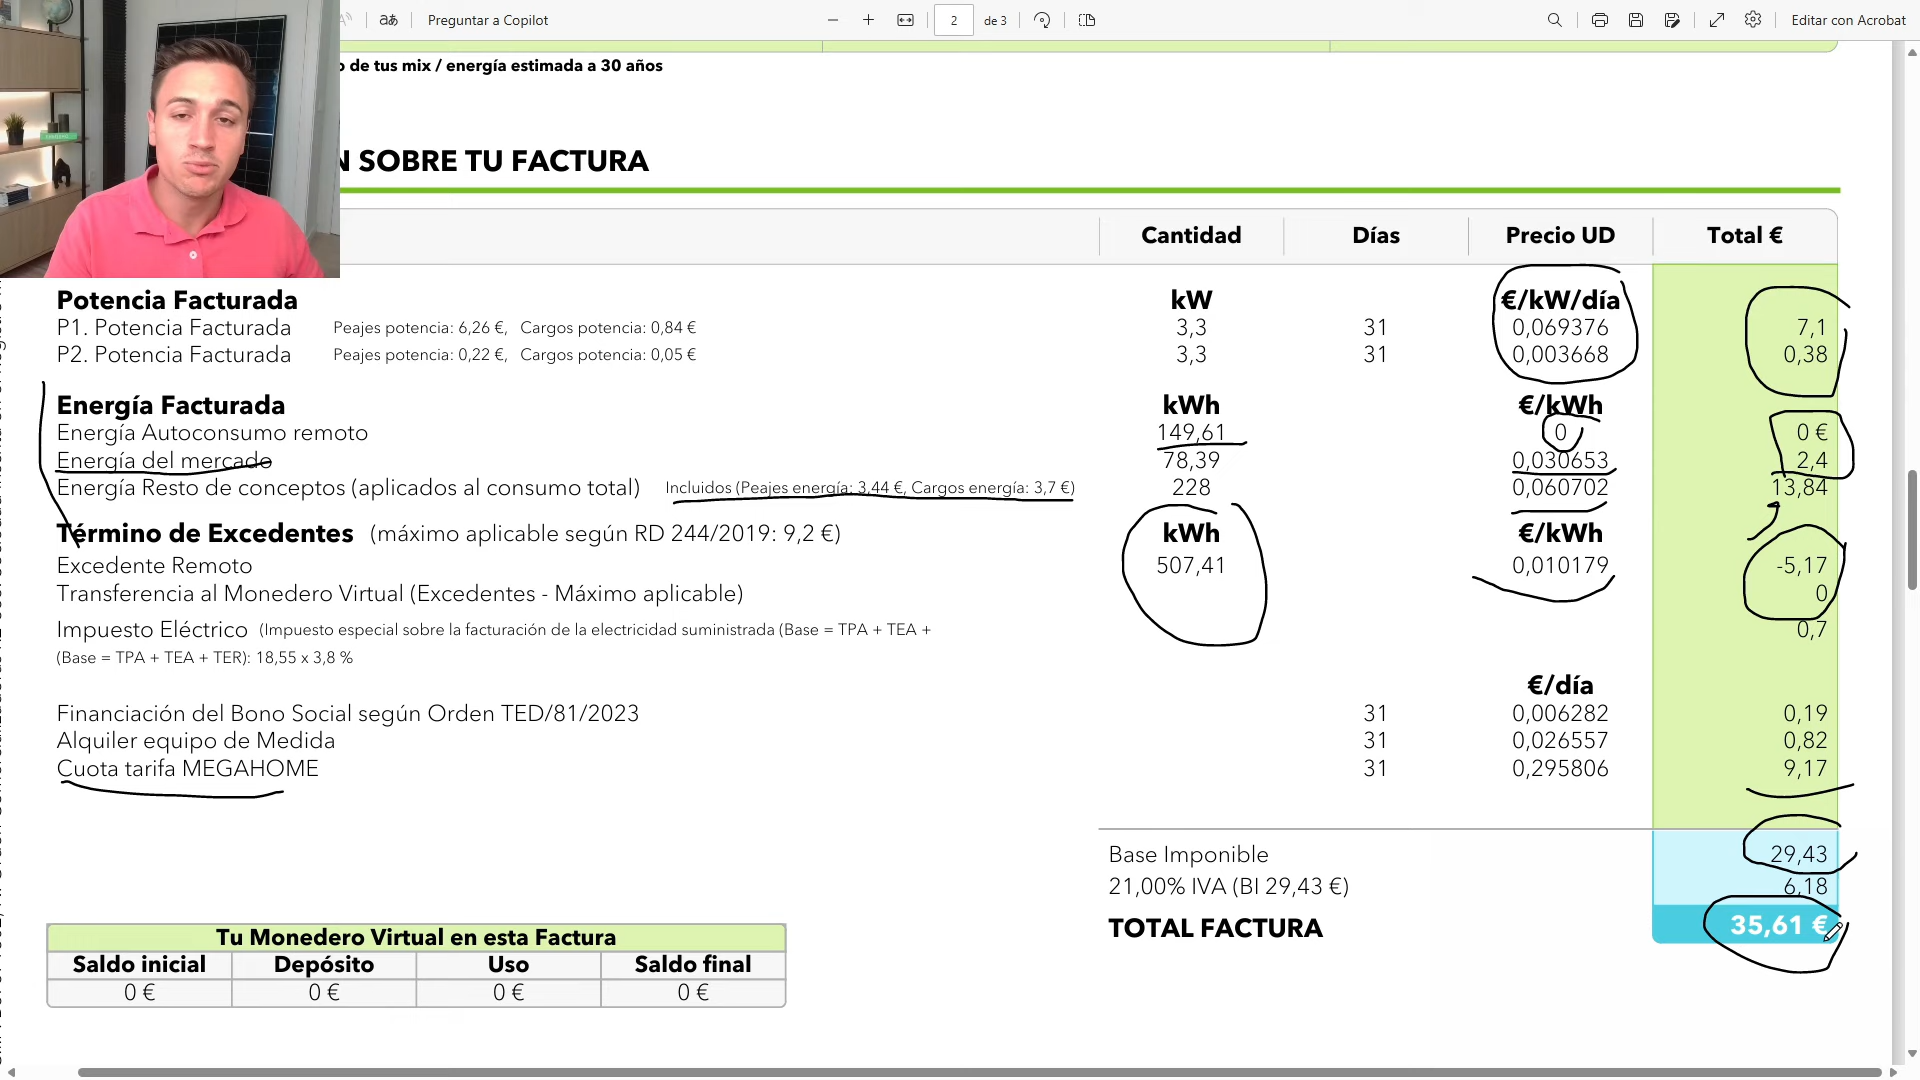 Preguntar a Copilot
2 de 3
Editar con Acrobat
de tus mix / energía estimada a 30 años
SOBRE TU FACTURA
Cantidad Días Precio UD Total €
Potencia Facturada kW €/kW/día
P1. Potencia Facturada Peajes potencia: 6,26 €, Cargos potencia: 0,84 € 3,3 31 0,069376 7,1
P2. Potencia Facturada Peajes potencia: 0,22 €, Cargos potencia: 0,05 € 3,3 31 0,003668 0,38
Energía Facturada kWh €/kWh
Energía Autoconsumo remoto 149,61 0 0 €
Energía del mercado 78,39 0,030653 2,4
Energía Resto de conceptos (aplicados al consumo total) Incluidos (Peajes energía: 3,44 €, Cargos energía: 3,7 €) 228 0,060702 13,84
Término de Excedentes (máximo aplicable según RD 244/2019: 9,2 €) kWh €/kWh
Excedente Remoto 507,41 0,010179 -5,17
Transferencia al Monedero Virtual (Excedentes - Máximo aplicable) 0
Impuesto Eléctrico (Impuesto especial sobre la facturación de la electricidad suministrada (Base = TPA + TEA + 0,7
(Base = TPA + TEA + TER): 18,55 x 3,8 %
€/día
Financiación del Bono Social según Orden TED/81/2023 31 0,006282 0,19
Alquiler equipo de Medida 31 0,026557 0,82
Cuota tarifa MEGAHOME 31 0,295806 9,17
Base Imponible 29,43
21,00% IVA (BI 29,43 €) 6,18
TOTAL FACTURA 35,61 €
Tu Monedero Virtual en esta Factura
Saldo inicial Depósito Uso Saldo final
0 € 0 € 0 € 0 €